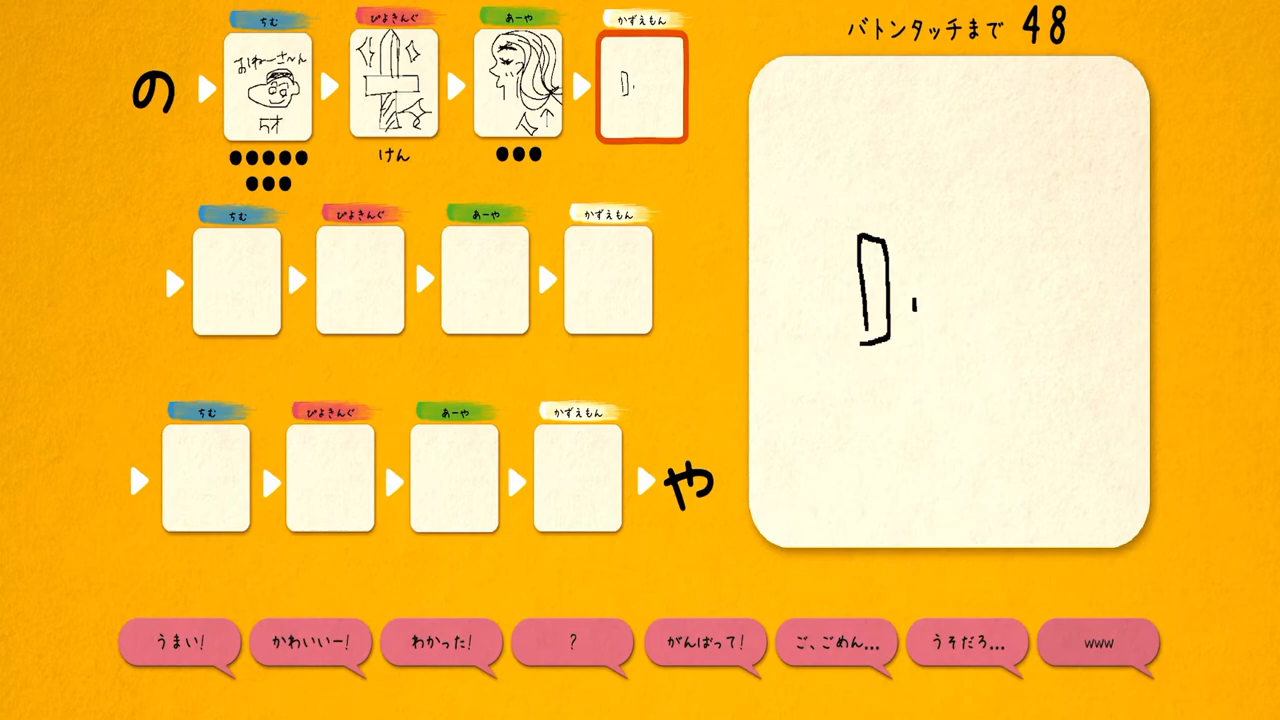 バトンタッチまで 48
ちむ ぴよきんぐ あーや かずえもん
の
おねーさん
5才
けん
ちむ ぴよきんぐ あーや かずえもん
ちむ ぴよきんぐ あーや かずえもん
や
うまい! かわいいー! わかった! ? がんばって! ご、ごめん... うそだろ... www